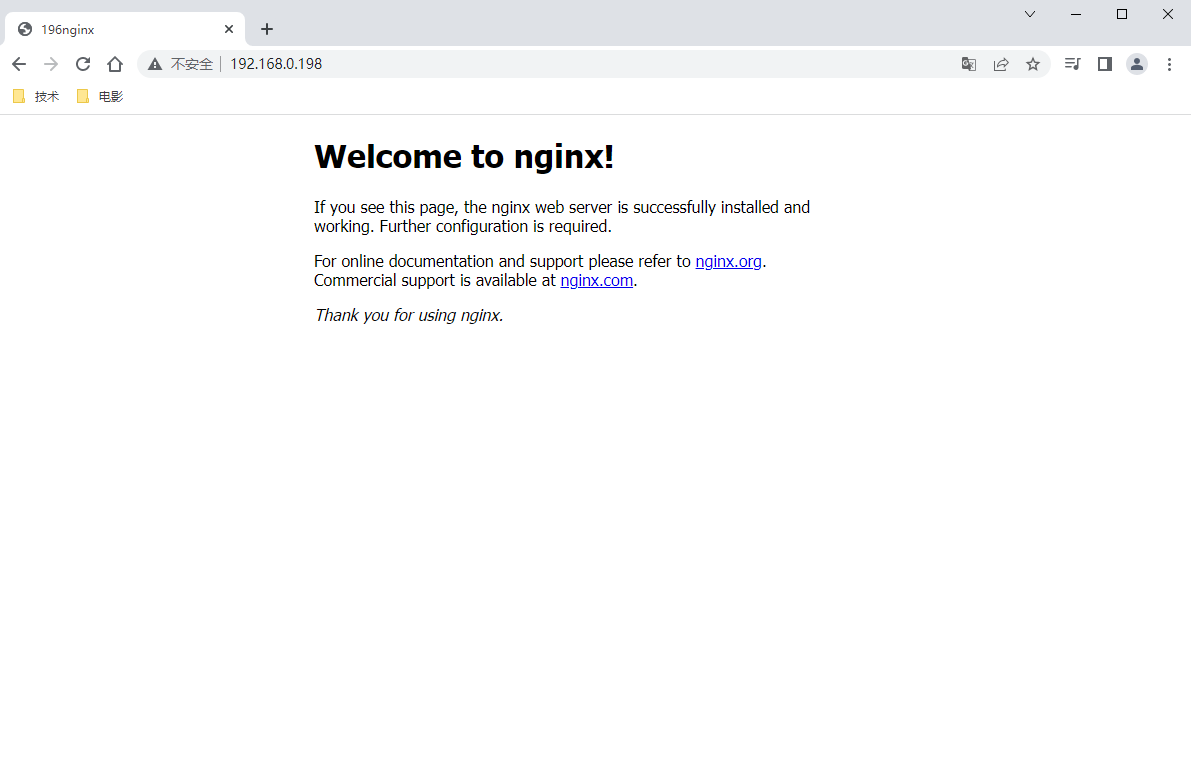 196nginx
不安全 192.168.0.198
技术 电影
Welcome to nginx!
If you see this page, the nginx web server is successfully installed and
working. Further configuration is required.
For online documentation and support please refer to nginx.org.
Commercial support is available at nginx.com.
Thank you for using nginx.